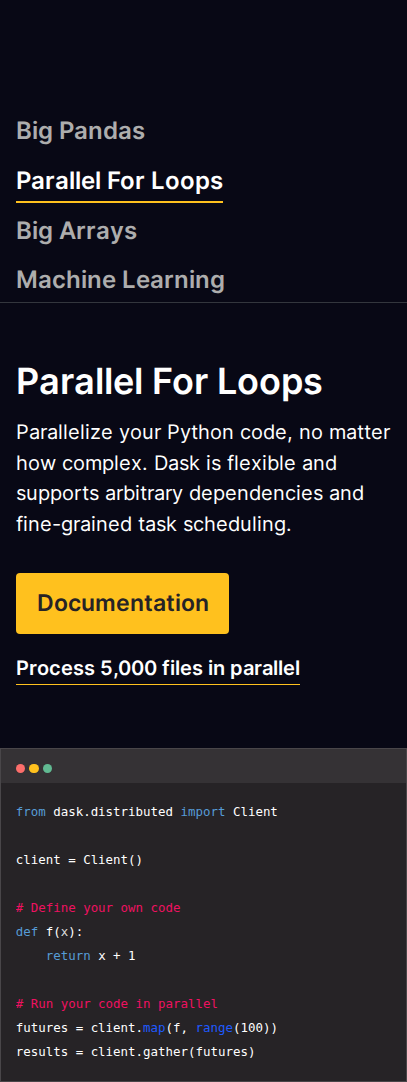 Big Pandas
Parallel For Loops
Big Arrays
Machine Learning
Parallel For Loops
Parallelize your Python code, no matter
how complex. Dask is flexible and
supports arbitrary dependencies and
fine-grained task scheduling.
Documentation
Process 5,000 files in parallel
from dask.distributed import Client
client = Client()
# Define your own code
def f(x):
    return x + 1
# Run your code in parallel
futures = client.map(f, range(100))
results = client.gather(futures)